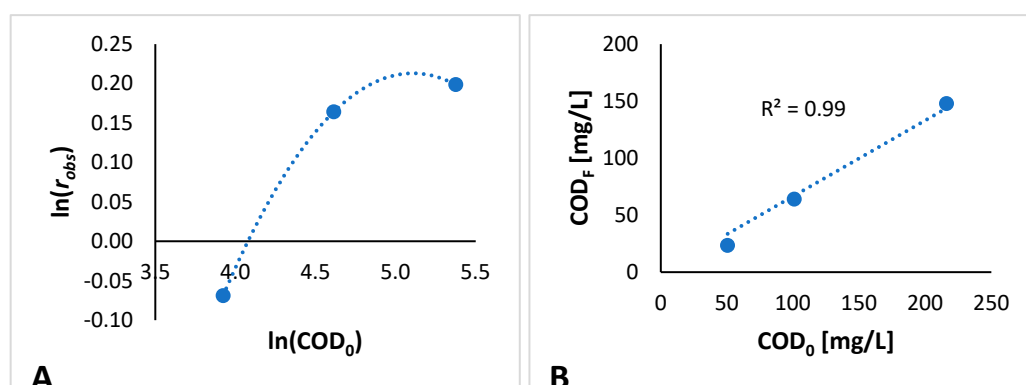 0.25
0.20
0.15
0.10
0.05
0.00
-0.05
-0.10
3.5 4.0 4.5 5.0 5.5
ln(r_obs)
ln(COD₀)
A
200
150
100
50
0
0 50 100 150 200 250
R² = 0.99
COD_F [mg/L]
COD₀ [mg/L]
B